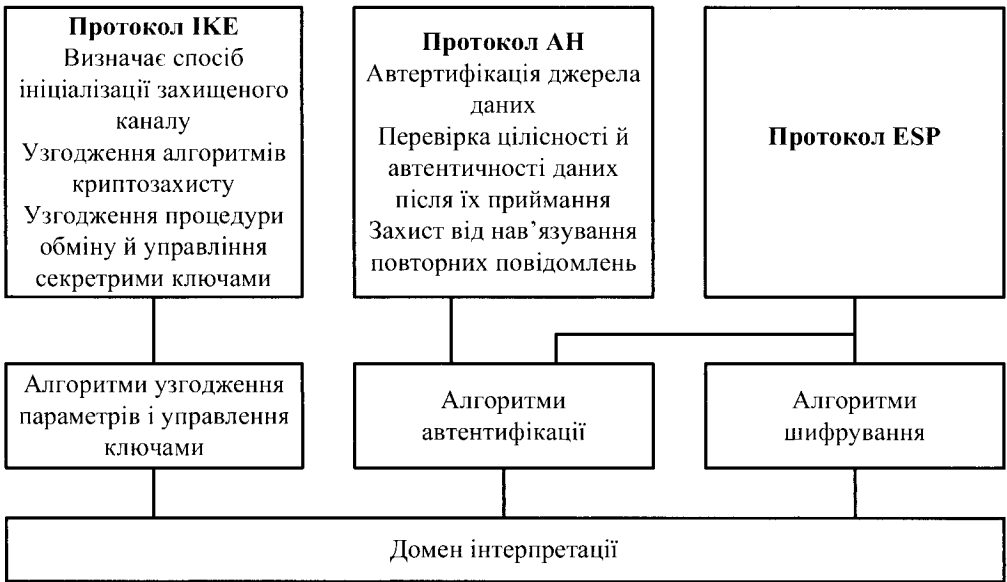 Протокол IKE
Визначає спосіб
ініціалізації захищеного
каналу
Узгодження алгоритмів
криптозахисту
Узгодження процедури
обміну й управління
секретрими ключами
Протокол AH
Автертифікація джерела
даних
Перевірка цілісності й
автентичності даних
після їх приймання
Захист від нав’язування
повторних повідомлень
Протокол ESP
Алгоритми узгодження
параметрів і управлення
ключами
Алгоритми
автентифікації
Алгоритми
шифрування
Домен інтерпретації